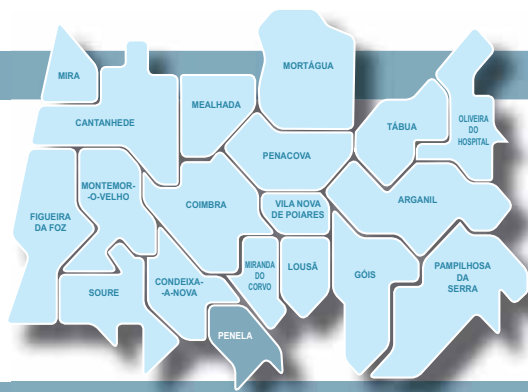 MIRA
MORTÁGUA
MEALHADA
CANTANHEDE
TÁBUA
OLIVEIRA
DO
HOSPITAL
PENACOVA
MONTEMOR-
-O-VELHO
COIMBRA
VILA NOVA
DE POIARES
ARGANIL
FIGUEIRA
DA FOZ
MIRANDA
DO
CORVO
LOUSÃ
GÓIS
PAMPILHOSA
DA
SERRA
SOURE
CONDEIXA-
-A-NOVA
PENELA